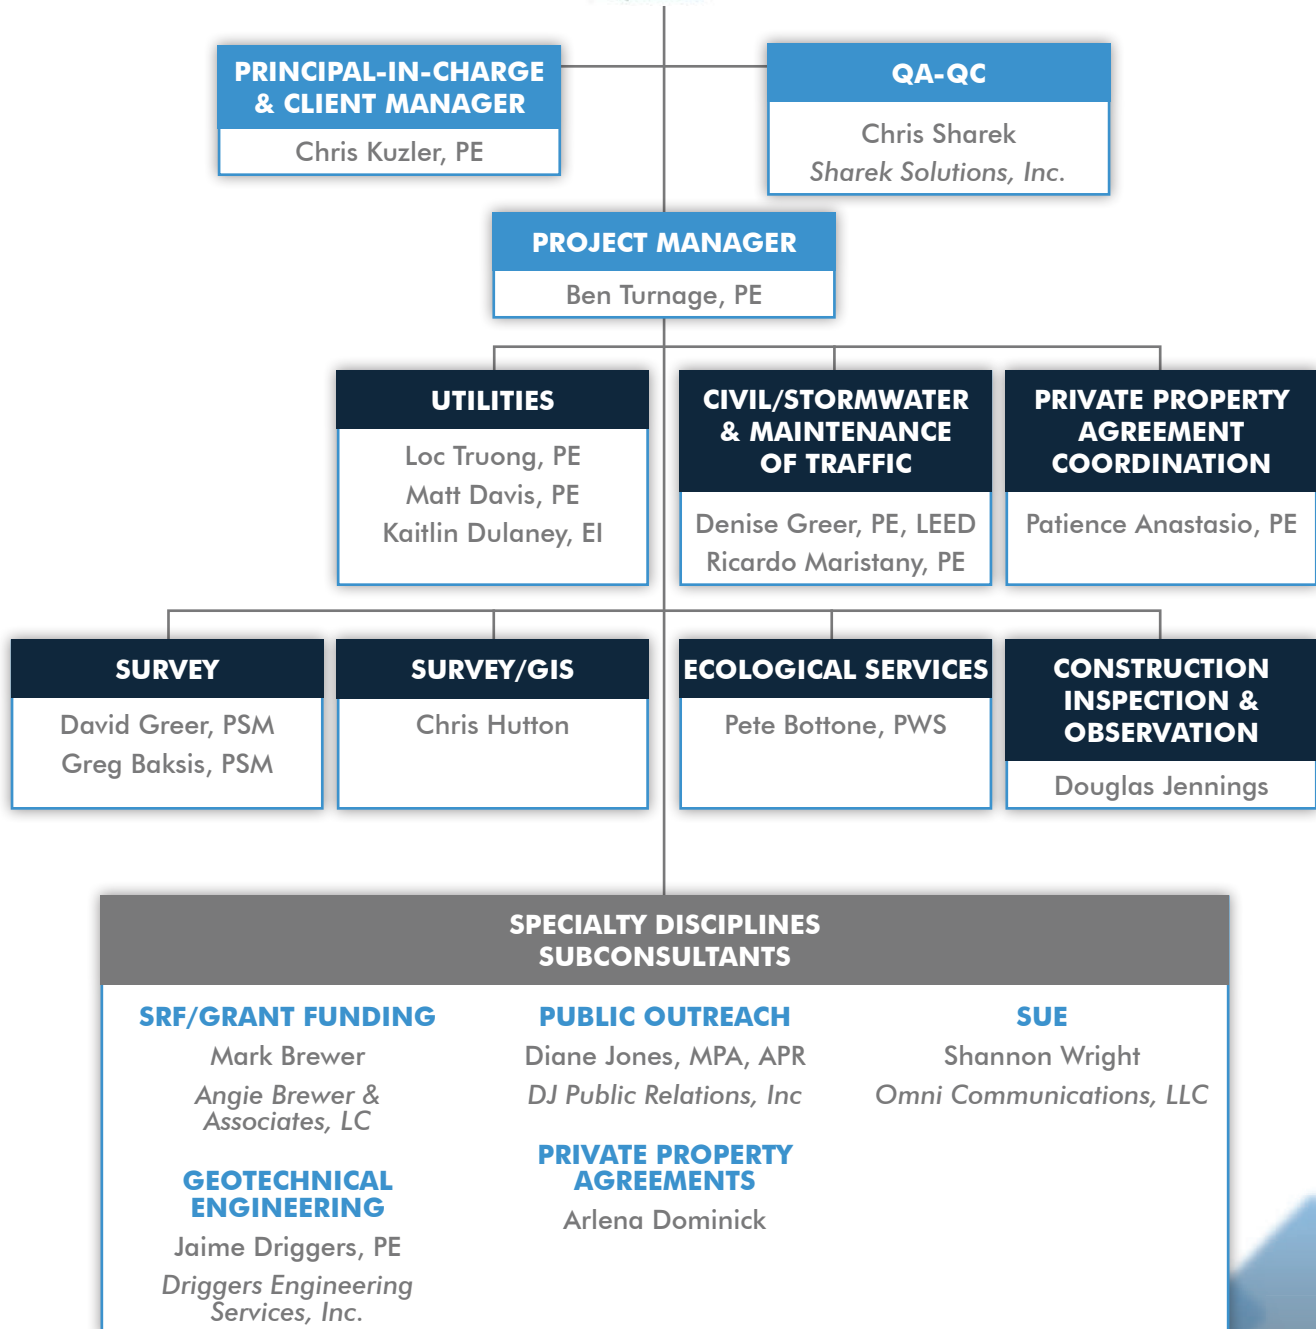 PRINCIPAL-IN-CHARGE
& CLIENT MANAGER
Chris Kuzler, PE
QA-QC
Chris Sharek
Sharek Solutions, Inc.
PROJECT MANAGER
Ben Turnage, PE
UTILITIES
Loc Truong, PE
Matt Davis, PE
Kaitlin Dulaney, EI
CIVIL/STORMWATER
& MAINTENANCE
OF TRAFFIC
Denise Greer, PE, LEED
Ricardo Maristany, PE
PRIVATE PROPERTY
AGREEMENT
COORDINATION
Patience Anastasio, PE
SURVEY
David Greer, PSM
Greg Baksis, PSM
SURVEY/GIS
Chris Hutton
ECOLOGICAL SERVICES
Pete Bottone, PWS
CONSTRUCTION
INSPECTION &
OBSERVATION
Douglas Jennings
SPECIALTY DISCIPLINES
SUBCONSULTANTS
SRF/GRANT FUNDING
Mark Brewer
Angie Brewer &
Associates, LC
GEOTECHNICAL
ENGINEERING
Jaime Driggers, PE
Driggers Engineering
Services, Inc.
PUBLIC OUTREACH
Diane Jones, MPA, APR
DJ Public Relations, Inc
PRIVATE PROPERTY
AGREEMENTS
Arlena Dominick
SUE
Shannon Wright
Omni Communications, LLC